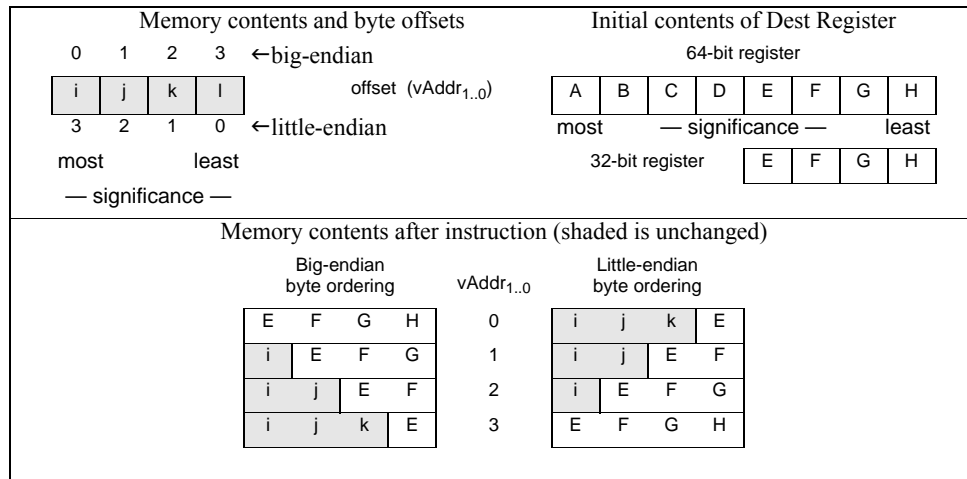 Memory contents and byte offsets
Initial contents of Dest Register
0 1 2 3 ←big-endian
64-bit register
i j k l
offset (vAddr1..0)
A B C D E F G H
3 2 1 0 ←little-endian
most — significance — least
most least
32-bit register E F G H
— significance —
Memory contents after instruction (shaded is unchanged)
Big-endian
byte ordering
vAddr1..0
Little-endian
byte ordering
E F G H 0 i j k E
i E F G 1 i j E F
i j E F 2 i E F G
i j k E 3 E F G H